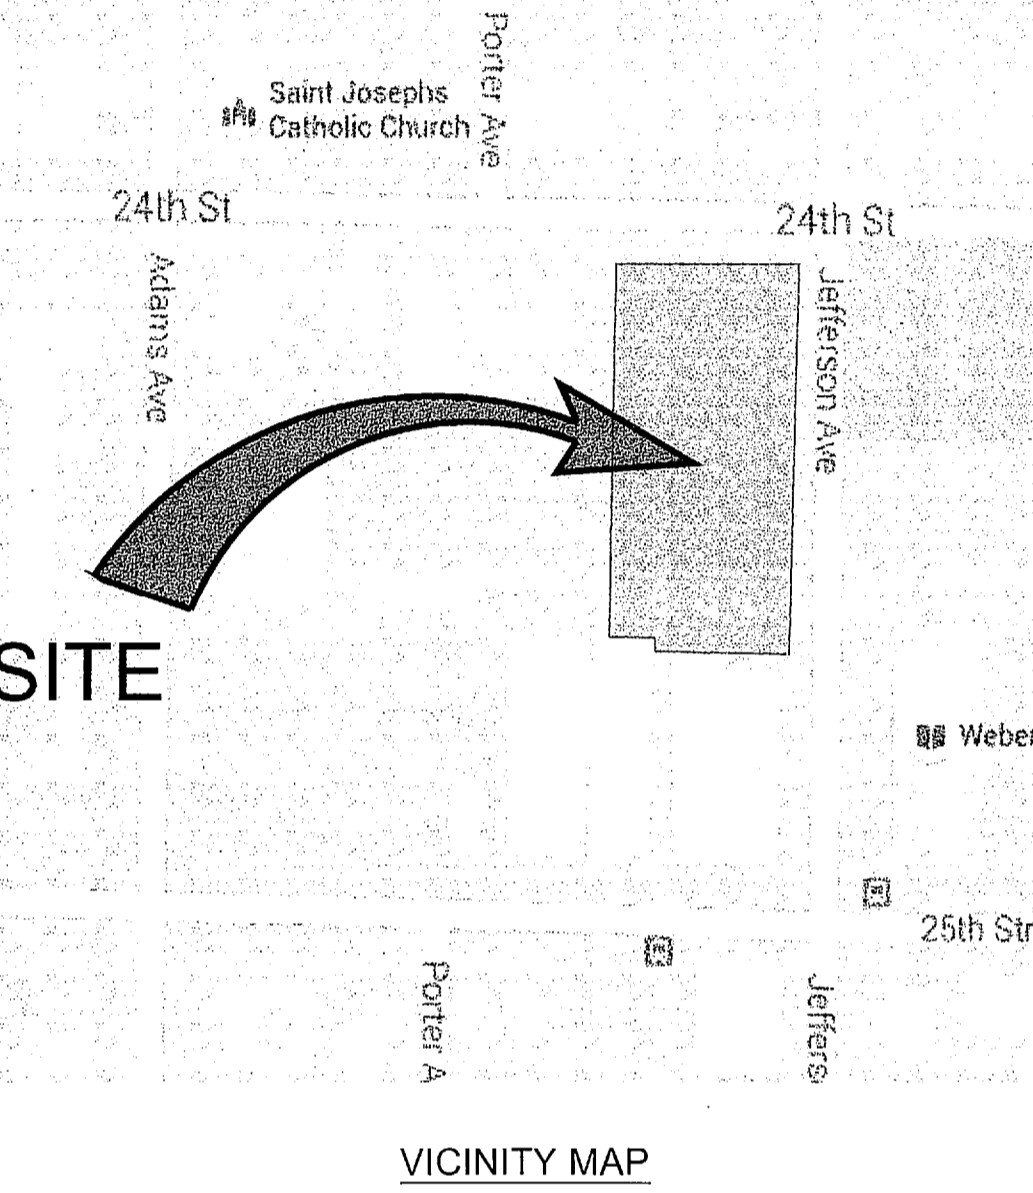 Porter Ave
Saint Josephs
Catholic Church
24th St
24th St
Adams Ave
Jefferson Ave
SITE
Weber
25th Str
Porter A
Jeffers
VICINITY MAP